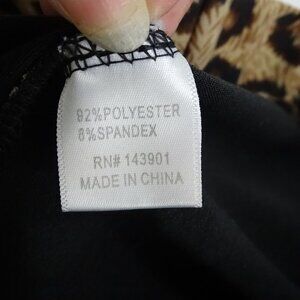 92%POLYESTER
8%SPANDEX
RN# 143901
MADE IN CHINA